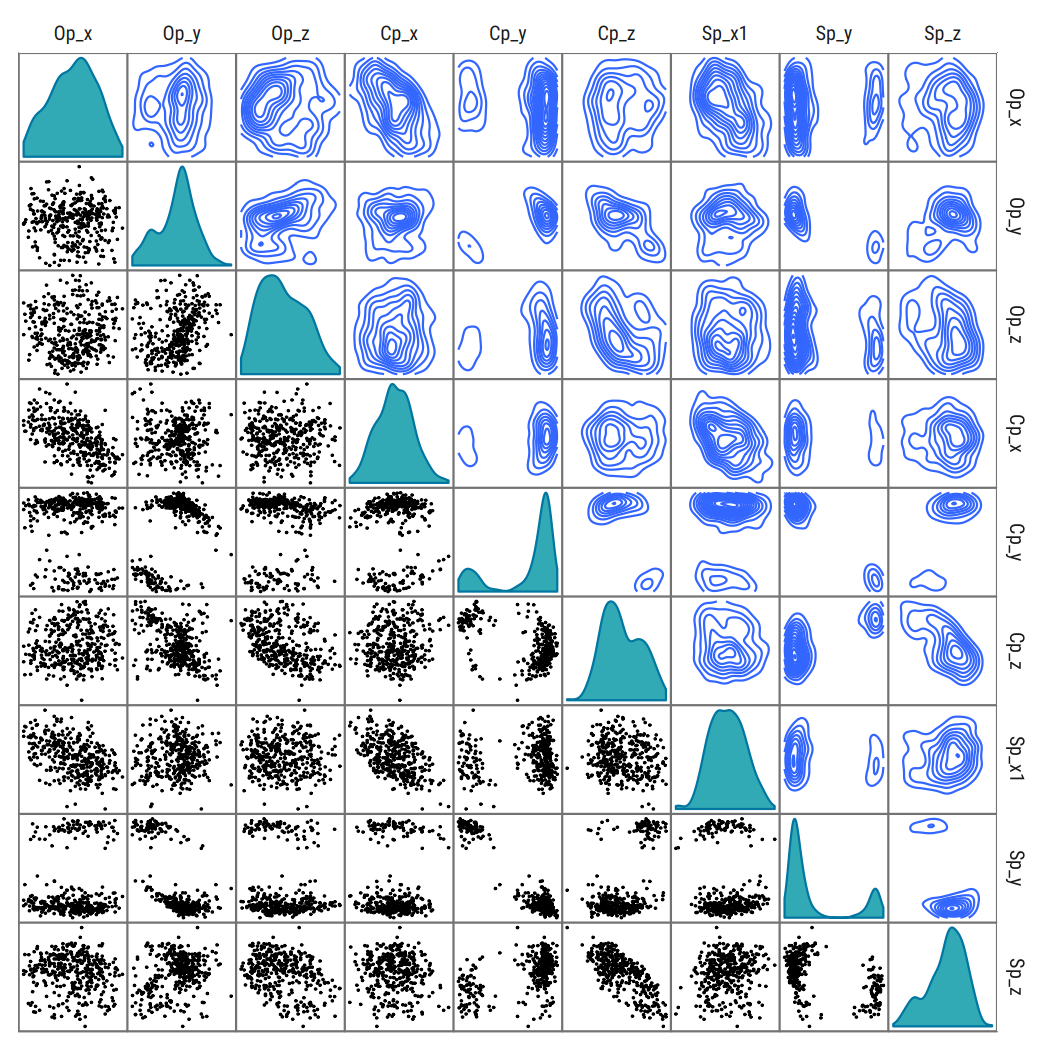 Op_x Op_y Op_z Cp_x Cp_y Cp_z Sp_x1 Sp_y Sp_z
Op_x
Op_y
Op_z
Cp_x
Cp_y
Cp_z
Sp_x1
Sp_y
Sp_z